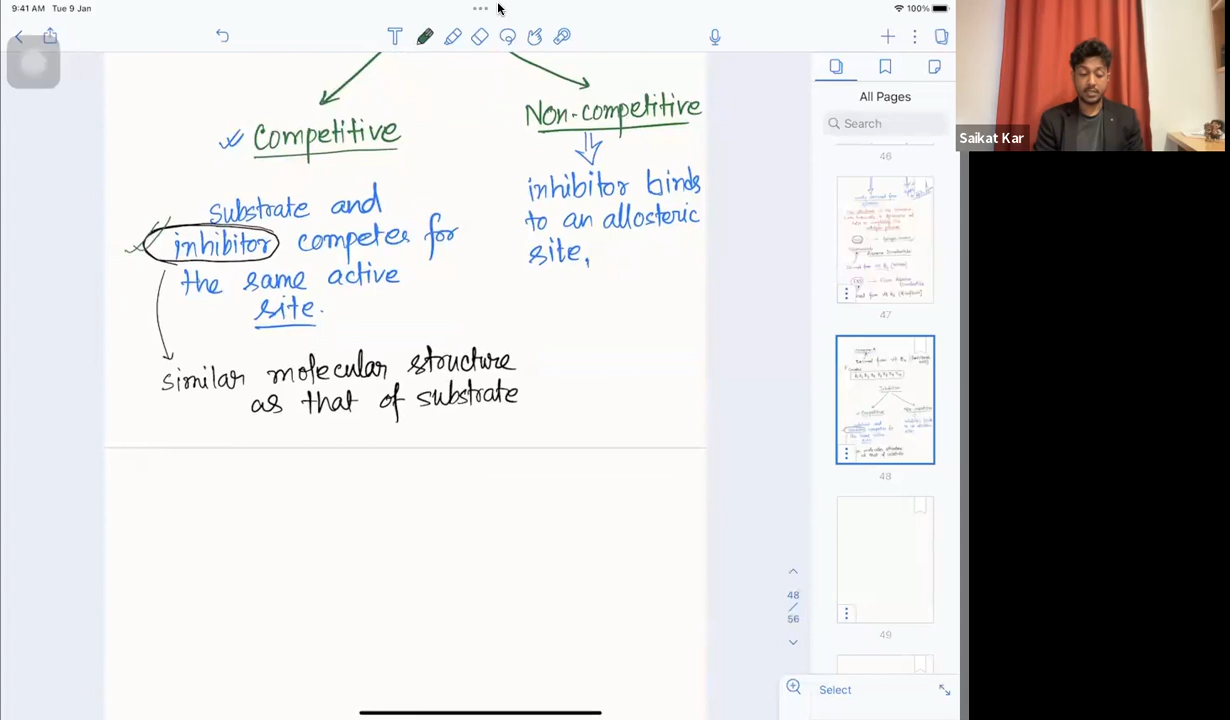 9:41 AM Tue 9 Jan
100%
Competitive
Non-competitive
substrate and
inhibitor competes for
the same active
site.
inhibitor binds
to an allosteric
site,
similar molecular structure
as that of substrate
All Pages
Search
46
47
48
49
48
/
56
Select
Saikat Kar